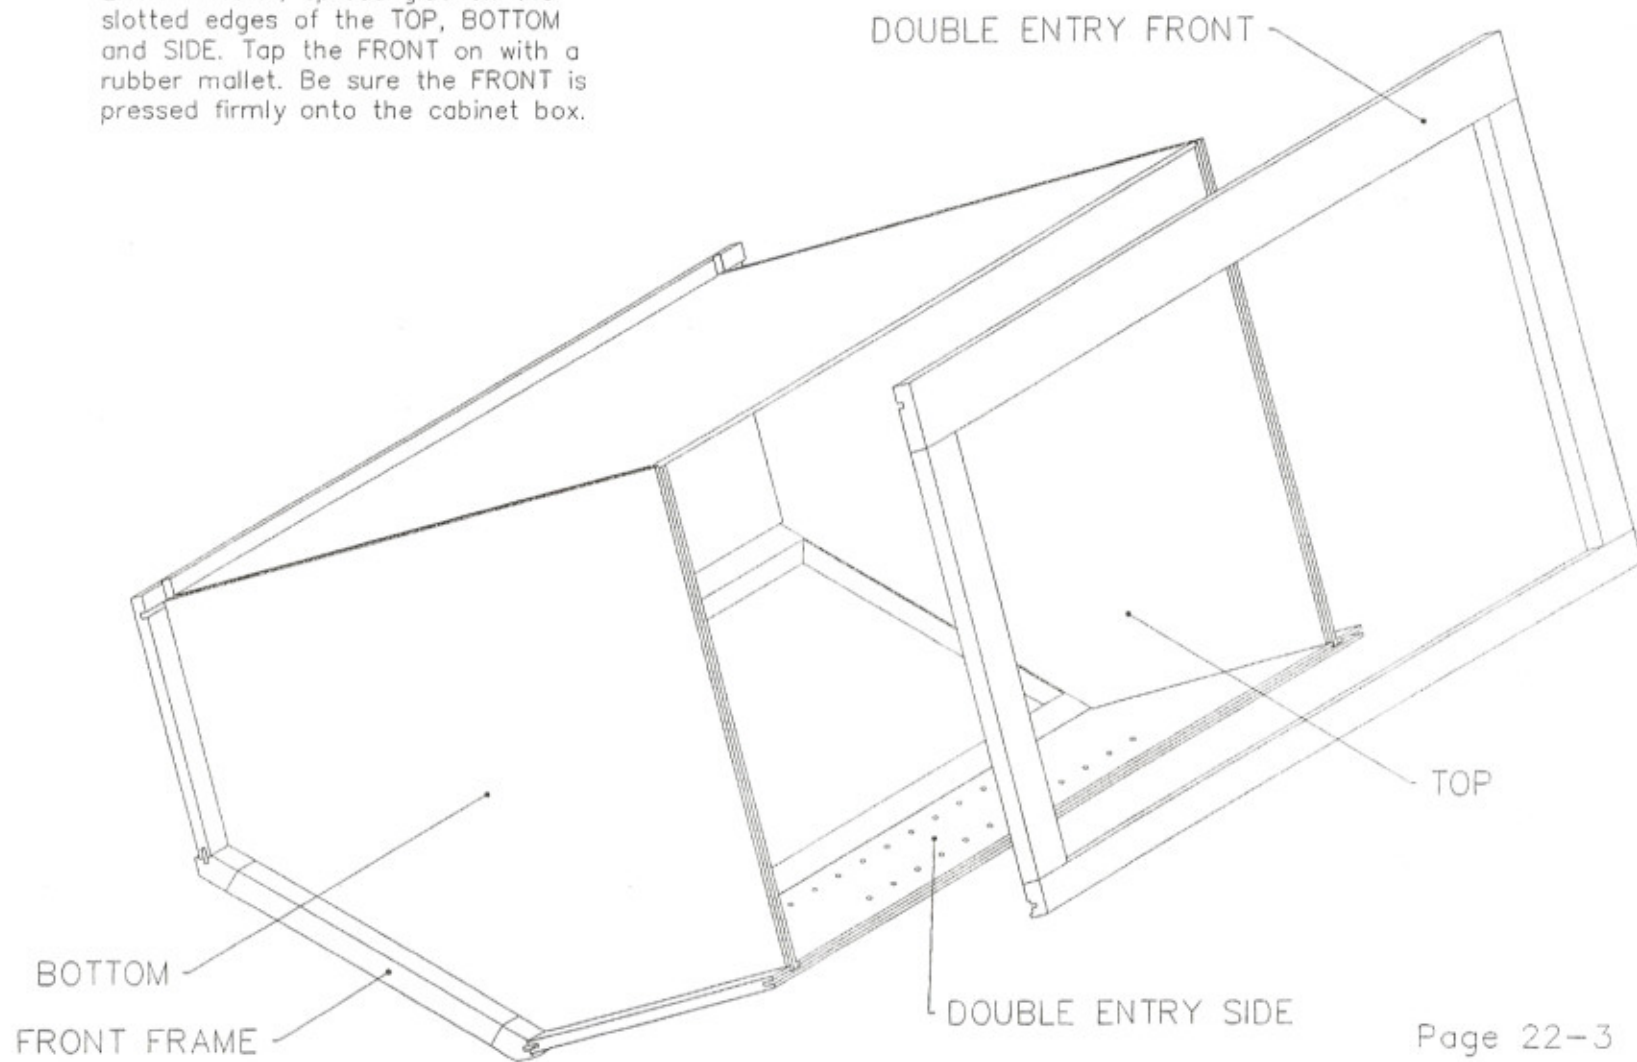 slotted edges of the TOP, BOTTOM
and SIDE. Tap the FRONT on with a
rubber mallet. Be sure the FRONT is
pressed firmly onto the cabinet box.
DOUBLE ENTRY FRONT
TOP
BOTTOM
FRONT FRAME
DOUBLE ENTRY SIDE
Page 22-3